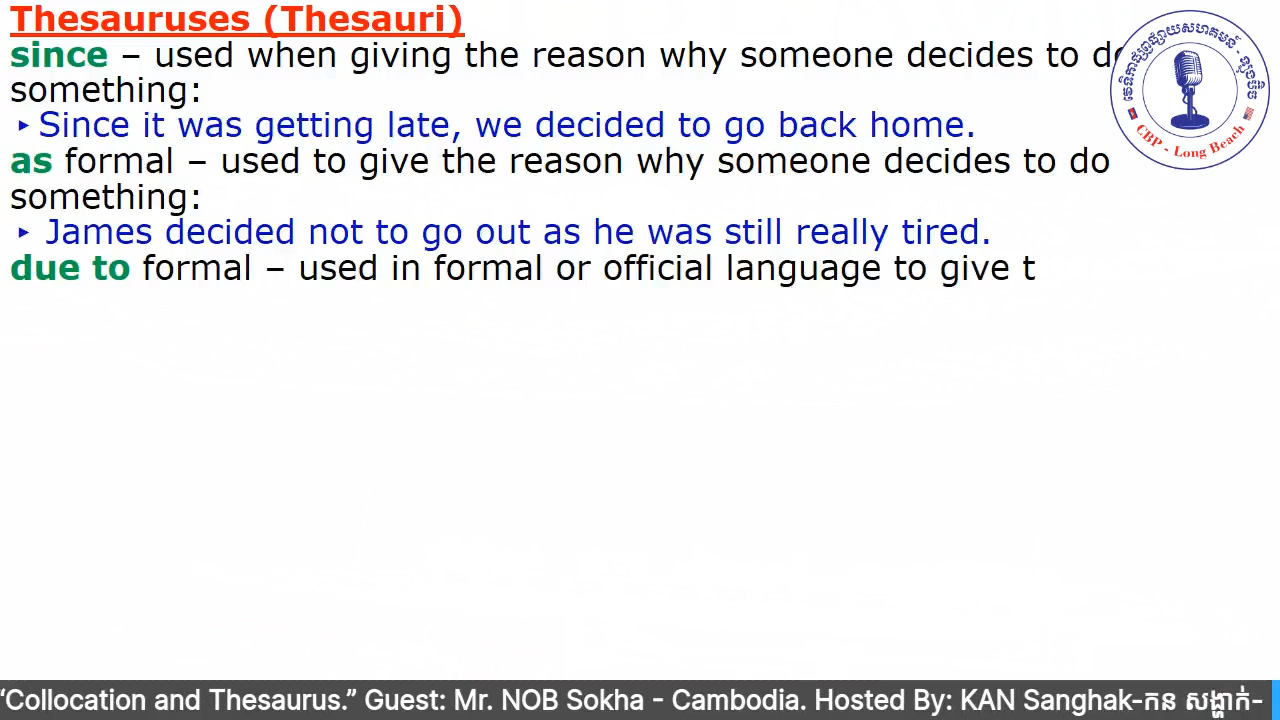 Thesauruses (Thesauri)
since – used when giving the reason why someone decides to do
something:
‣ Since it was getting late, we decided to go back home.
as formal – used to give the reason why someone decides to do
something:
‣ James decided not to go out as he was still really tired.
due to formal – used in formal or official language to give t
CBP - Long Beach
“Collocation and Thesaurus.” Guest: Mr. NOB Sokha - Cambodia. Hosted By: KAN Sanghak-កន សង្ហាក់-